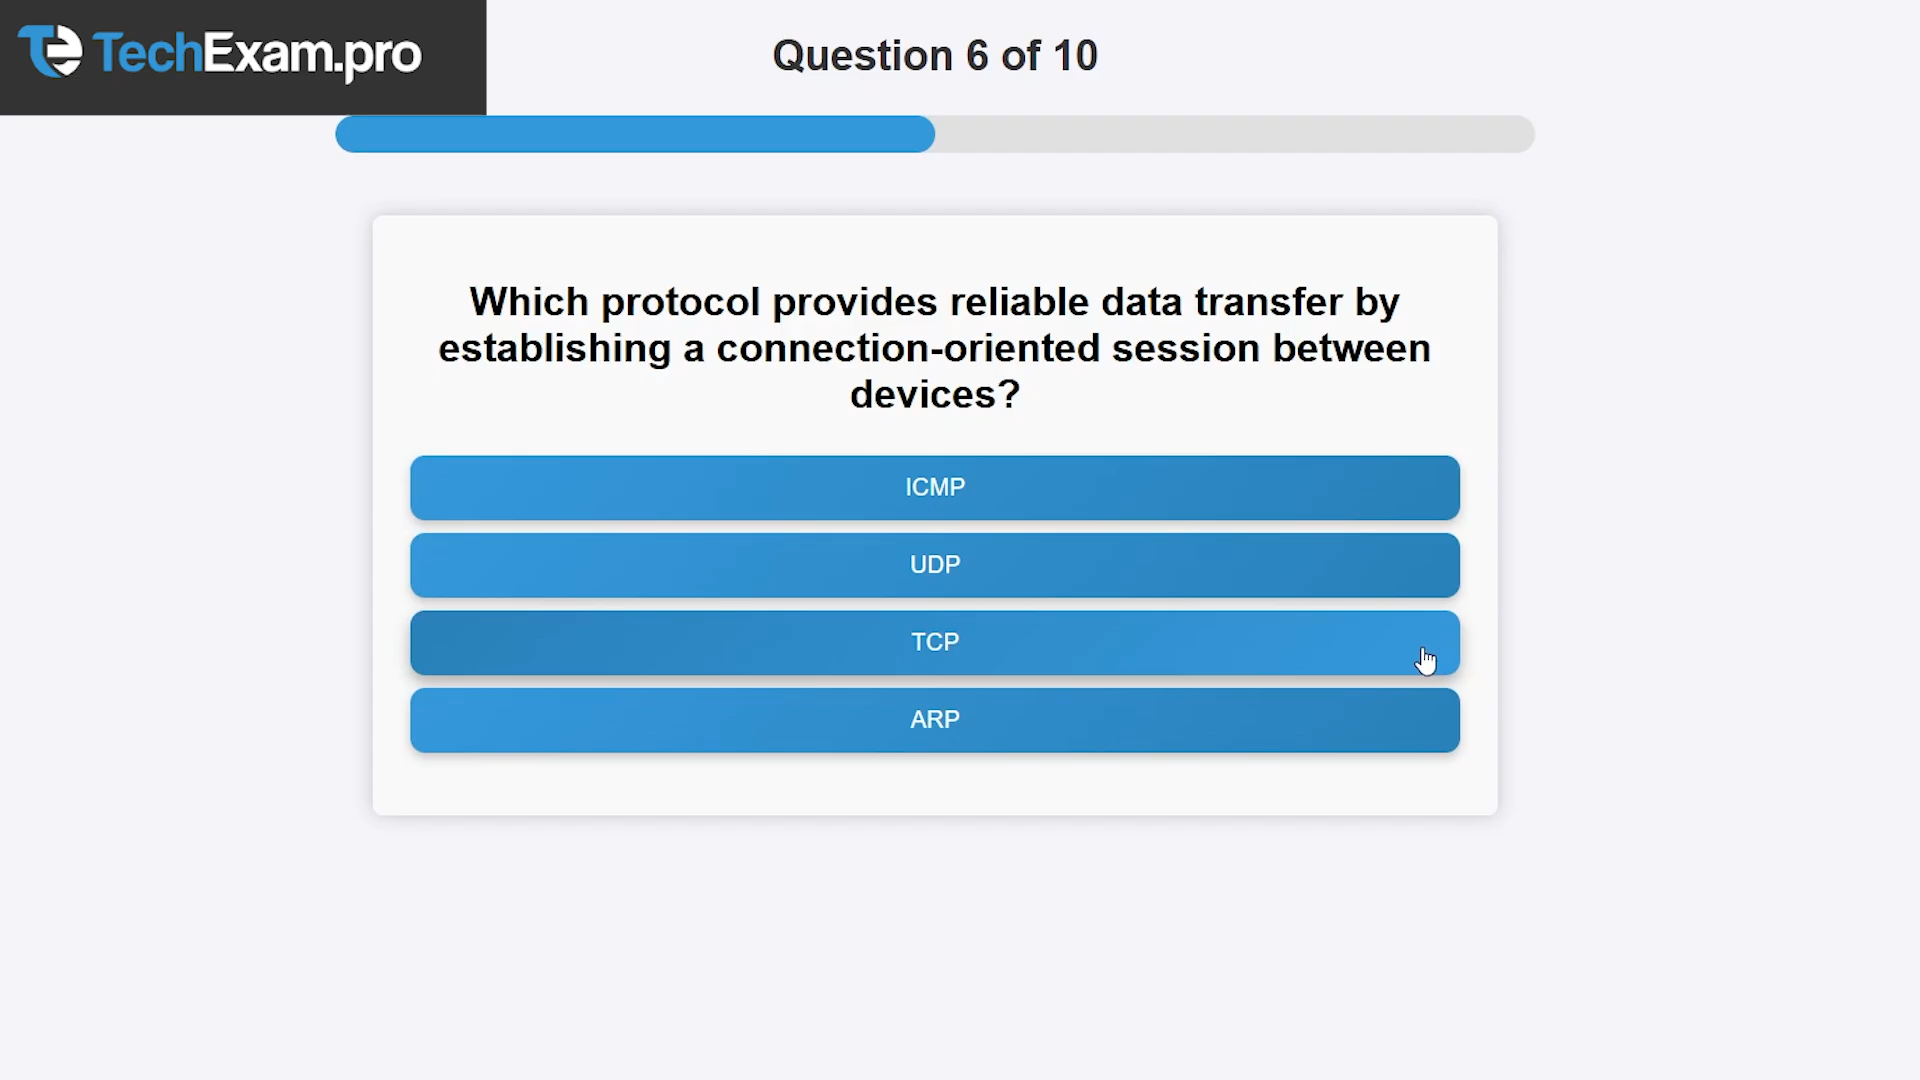 TechExam.pro
Question 6 of 10
Which protocol provides reliable data transfer by
establishing a connection-oriented session between
devices?
ICMP
UDP
TCP
ARP